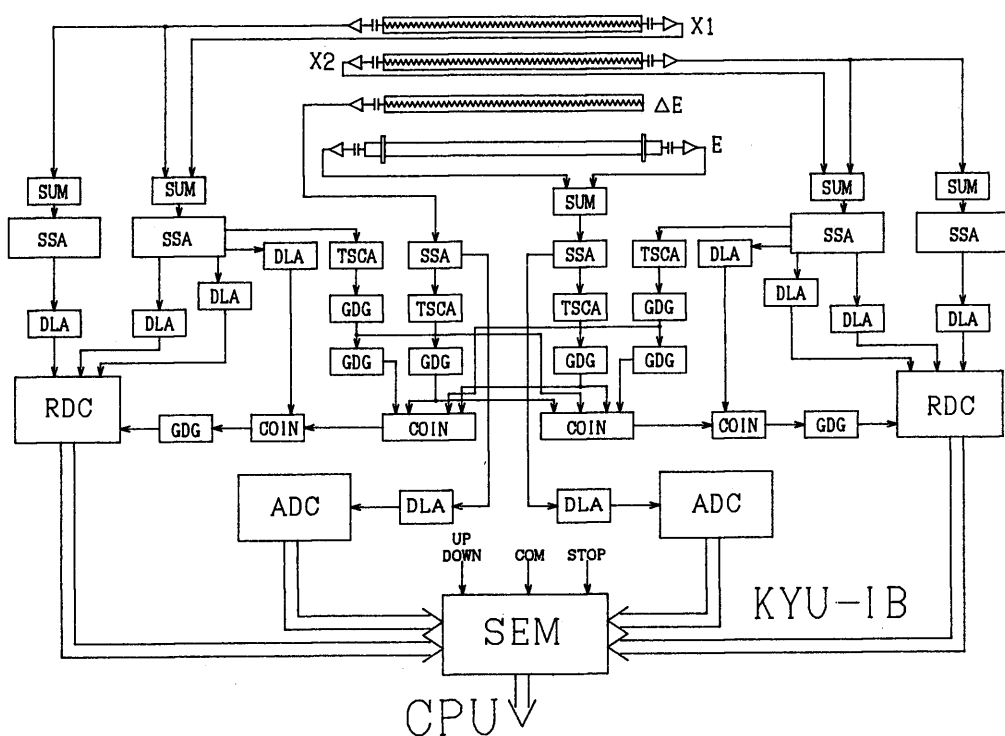 X1
X2
ΔE
E
SUM SUM SUM SUM SUM
SSA SSA DLA TSCA SSA SSA TSCA DLA SSA SSA
DLA GDG TSCA TSCA GDG DLA
DLA DLA GDG GDG GDG GDG DLA DLA
RDC GDG COIN COIN COIN COIN GDG RDC
ADC DLA DLA ADC
UP
DOWN COM STOP
SEM KYU-IB
CPU